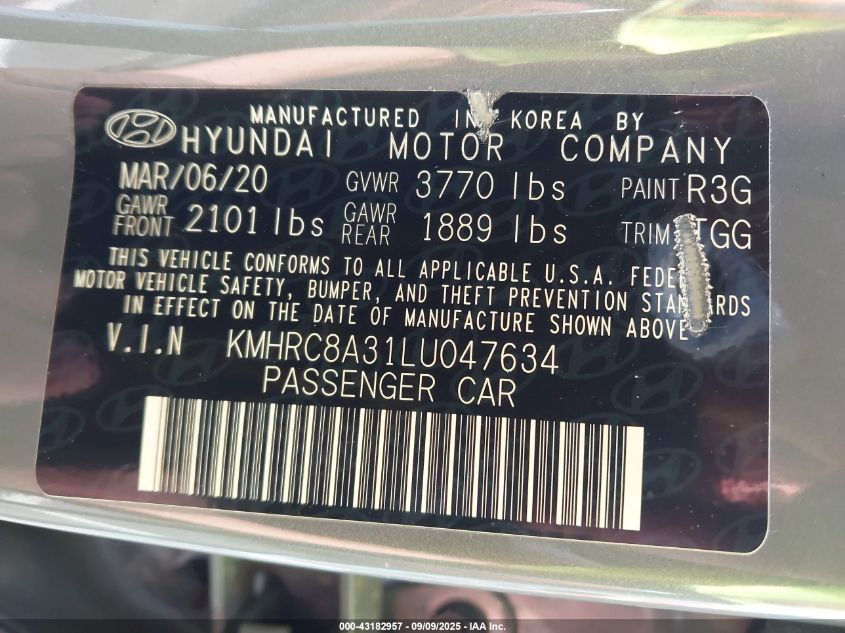 MANUFACTURED IN KOREA BY
HYUNDAI MOTOR COMPANY
MAR/06/20 GVWR 3770 lbs PAINT R3G
GAWR FRONT 2101 lbs GAWR REAR 1889 lbs TRIM TGG
THIS VEHICLE CONFORMS TO ALL APPLICABLE U.S.A. FEDE
MOTOR VEHICLE SAFETY, BUMPER, AND THEFT PREVENTION STANDARDS
IN EFFECT ON THE DATE OF MANUFACTURE SHOWN ABOVE
V.I.N KMHRC8A31LU047634
PASSENGER CAR
000-43182957 - 09/09/2025 - IAA Inc.